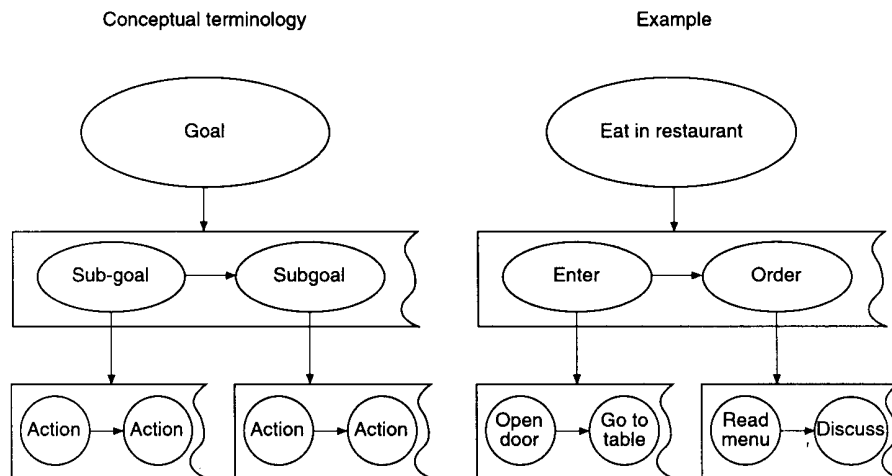 Conceptual terminology
Example
Goal
Eat in restaurant
Sub-goal
Subgoal
Enter
Order
Action
Action
Action
Action
Open
door
Go to
table
Read
menu
Discuss